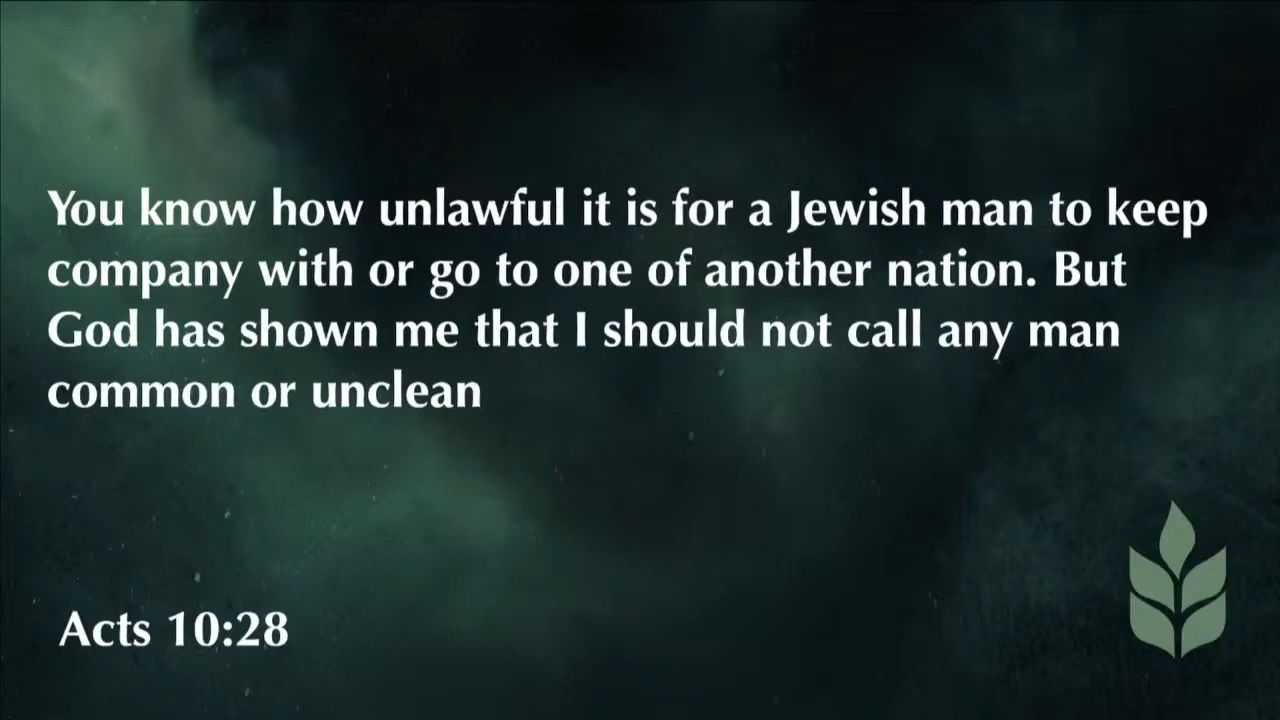 You know how unlawful it is for a Jewish man to keep
company with or go to one of another nation. But
God has shown me that I should not call any man
common or unclean
Acts 10:28